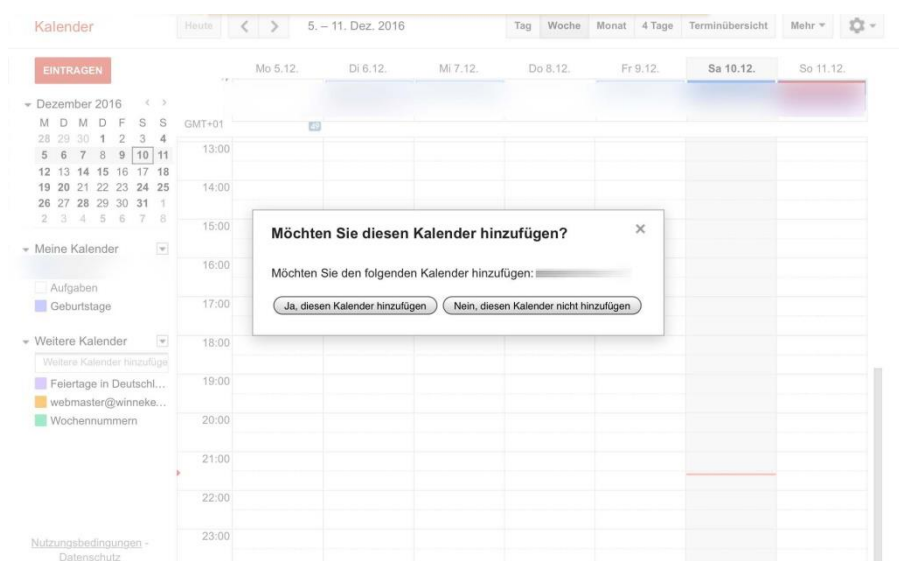 Kalender
Heute 5. – 11. Dez. 2016 Tag Woche Monat 4 Tage Terminübersicht Mehr
EINTRAGEN
Mo 5.12. Di 6.12. Mi 7.12. Do 8.12. Fr 9.12. Sa 10.12. So 11.12.
Dezember 2016
M D M D F S S
28 29 30 1 2 3 4
5 6 7 8 9 10 11
12 13 14 15 16 17 18
19 20 21 22 23 24 25
26 27 28 29 30 31 1
2 3 4 5 6 7 8
Meine Kalender
Aufgaben
Geburtstage
Weitere Kalender
Weitere Kalender hinzufüge
Feiertage in Deutschl...
webmaster@winneke...
Wochennummern
Nutzungsbedingungen -
Datenschutz
GMT+01
13:00
14:00
15:00
16:00
17:00
18:00
19:00
20:00
21:00
22:00
23:00
Möchten Sie diesen Kalender hinzufügen?
Möchten Sie den folgenden Kalender hinzufügen:
Ja, diesen Kalender hinzufügen Nein, diesen Kalender nicht hinzufügen